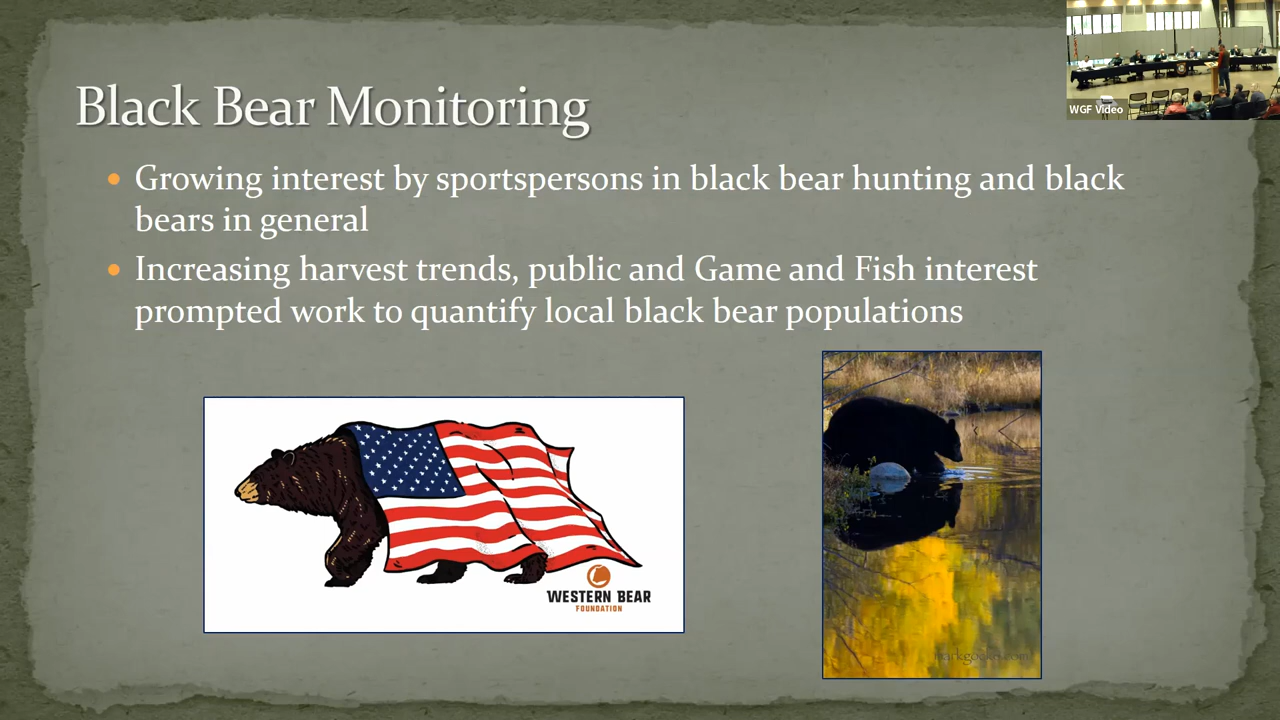 WGF Video
Black Bear Monitoring
• Growing interest by sportspersons in black bear hunting and black
bears in general
• Increasing harvest trends, public and Game and Fish interest
prompted work to quantify local black bear populations
WESTERN BEAR
FOUNDATION